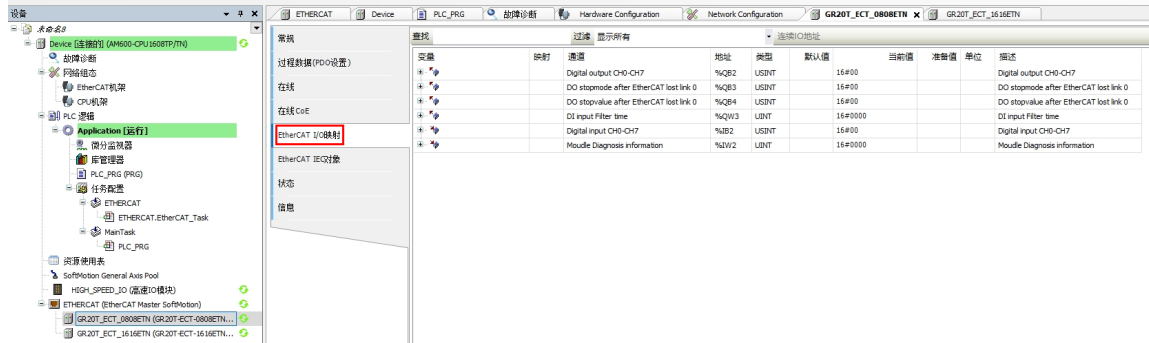 设备
未命名8
Device [连接的] (AM600-CPU1608TP/TN)
故障诊断
网络组态
EtherCAT机架
CPU机架
PLC 逻辑
Application [运行]
微分监视器
库管理器
PLC_PRG (PRG)
任务配置
ETHERCAT
ETHERCAT.EtherCAT_Task
MainTask
PLC_PRG
资源使用表
SoftMotion General Axis Pool
HIGH_SPEED_IO (高速IO模块)
ETHERCAT (EtherCAT Master SoftMotion)
GR20T_ECT_0808ETN (GR20T-ECT-0808ETN...
GR20T_ECT_1616ETN (GR20T-ECT-1616ETN...
ETHERCAT Device PLC_PRG 故障诊断 Hardware Configuration Network Configuration GR20T_ECT_0808ETN x GR20T_ECT_1616ETN
常规
过程数据(PDO设置)
在线
在线CoE
EtherCAT I/O映射
EtherCAT IEC对象
状态
信息
查找 过滤 显示所有 连续IO地址
变量 映射 通道 地址 类型 默认值 当前值 准备值 单位 描述
Digital output CH0-CH7 %QB2 USINT 16#00 Digital output CH0-CH7
DO stopmode after EtherCAT lost link 0 %QB3 USINT 16#00 DO stopmode after EtherCAT lost link 0
DO stopvalue after EtherCAT lost link 0 %QB4 USINT 16#00 DO stopvalue after EtherCAT lost link 0
DI input Filter time %QW3 UINT 16#0000 DI input Filter time
Digital input CH0-CH7 %IB2 USINT 16#00 Digital input CH0-CH7
Moudle Diagnosis information %IW2 UINT 16#0000 Moudle Diagnosis information